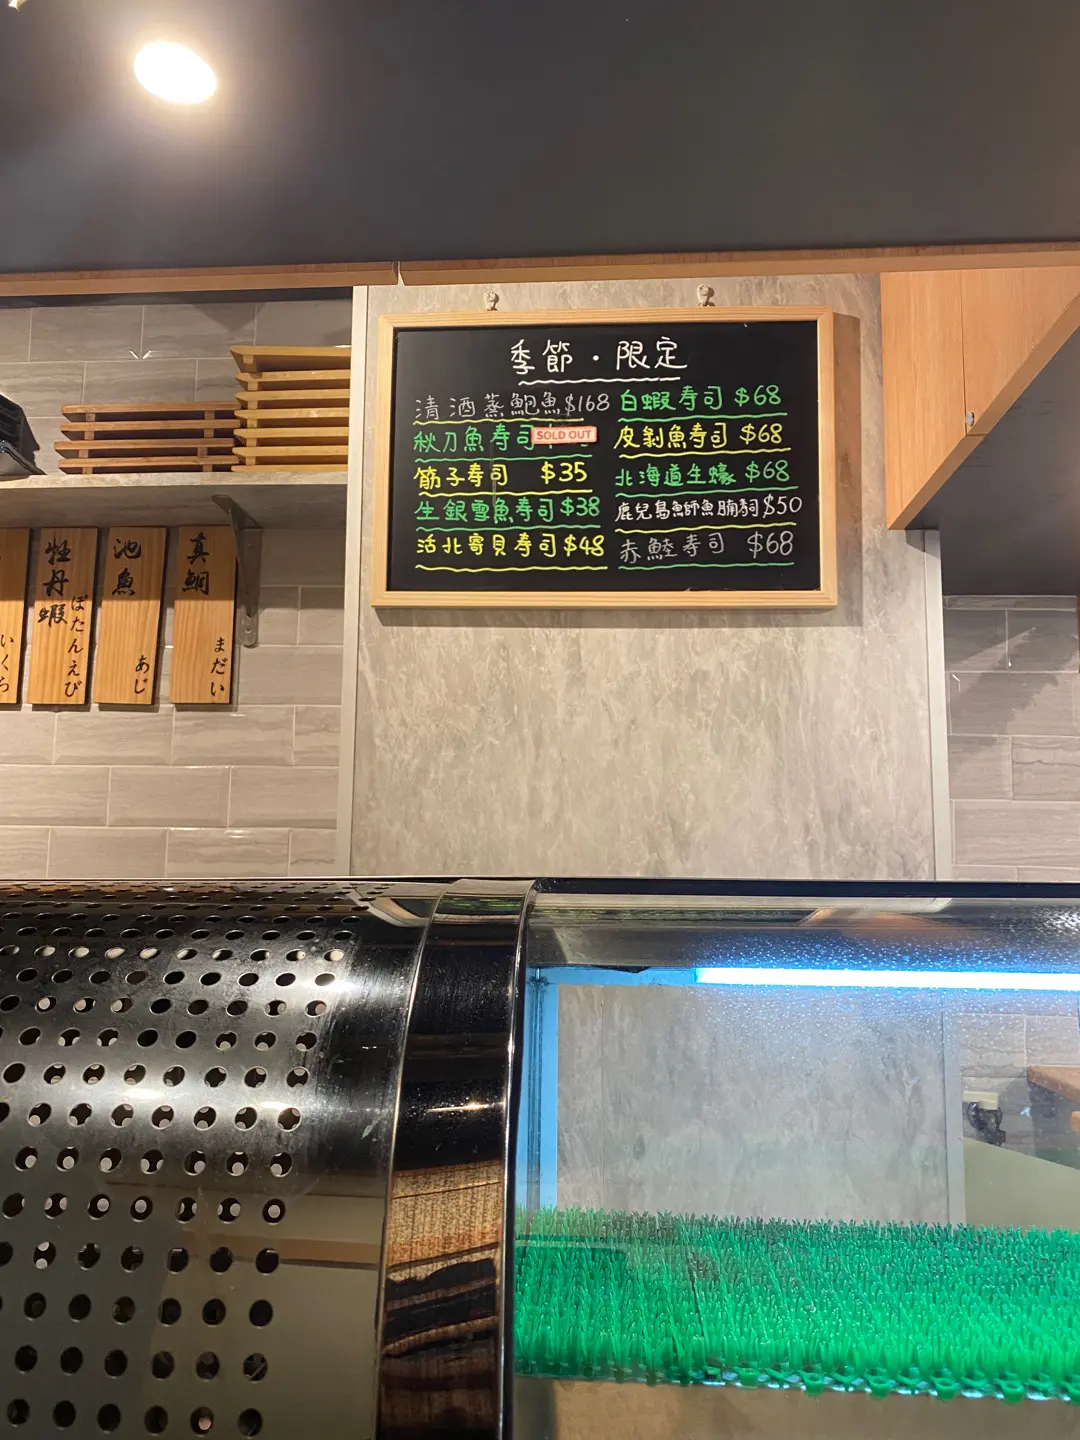 季節・限定
清酒蒸鮑魚$168
秋刀魚寿司
SOLD OUT
筋子寿司 $35
生銀雪魚寿司$38
活北寄貝寿司$48
白蝦寿司 $68
皮剝魚寿司 $68
北海道生蠔 $68
鹿兒島魚師魚腩寿司$50
赤鯥寿司 $68
いくら
牡丹蝦
ぼたんえび
池魚
あじ
真鯛
まだい